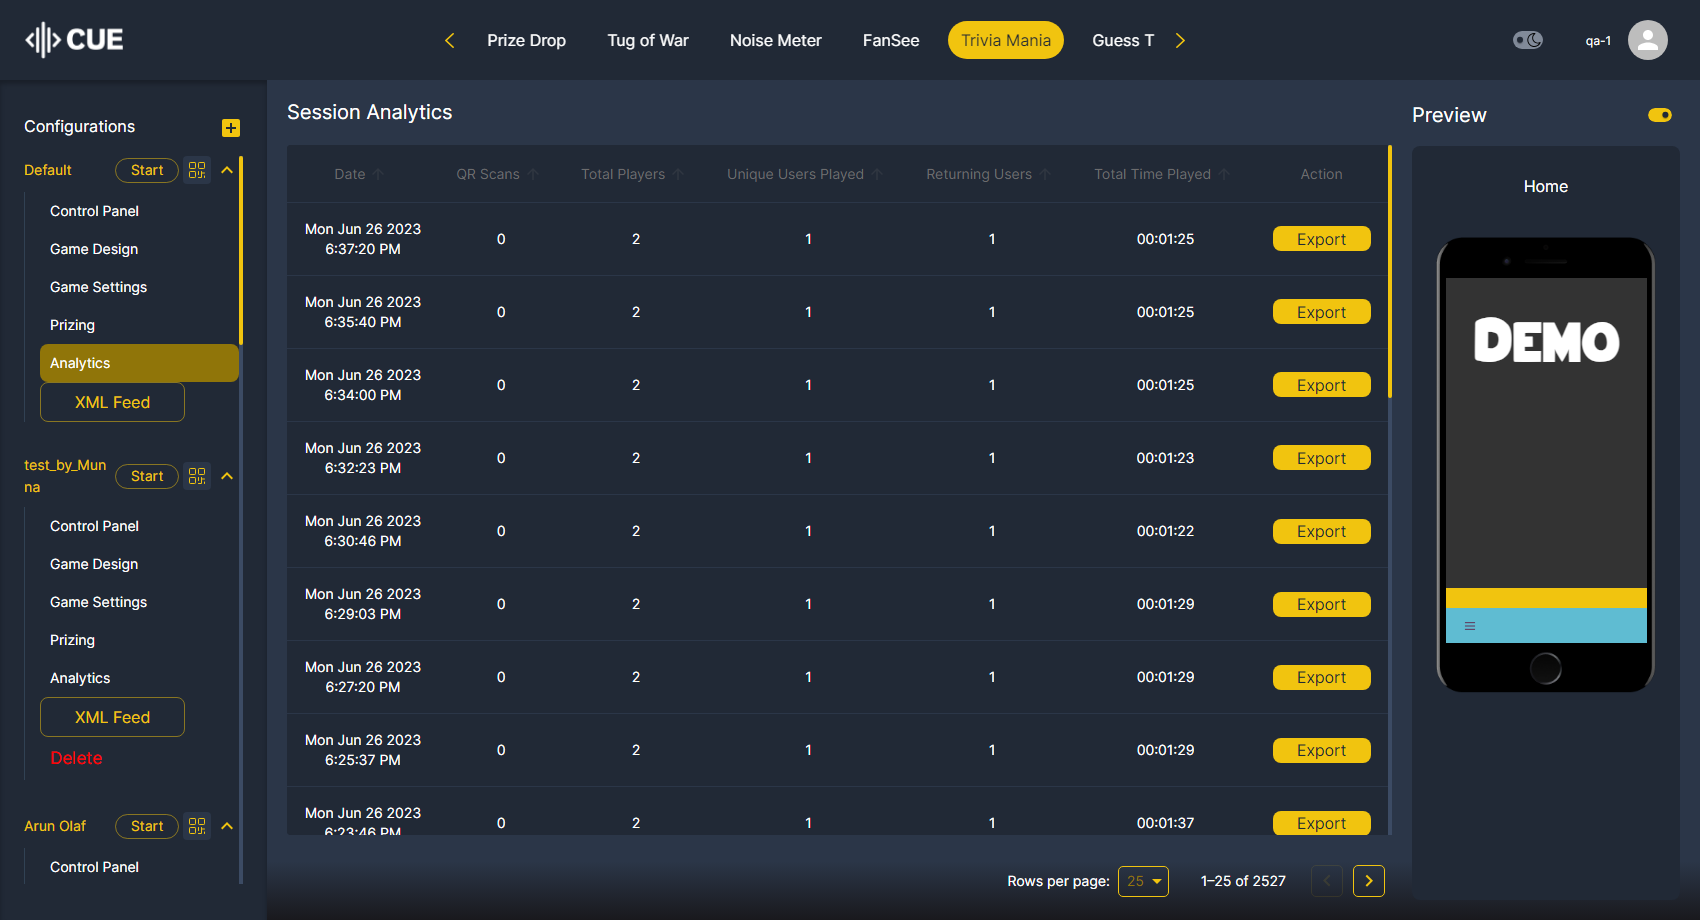 CUE
Prize Drop
Tug of War
Noise Meter
FanSee
Trivia Mania
Guess T
qa-1
Configurations
Default
Start
Control Panel
Game Design
Game Settings
Prizing
Analytics
XML Feed
test_by_Mun
na
Start
Control Panel
Game Design
Game Settings
Prizing
Analytics
XML Feed
Delete
Arun Olaf
Start
Control Panel
Session Analytics
Date QR Scans Total Players Unique Users Played Returning Users Total Time Played Action
Mon Jun 26 2023
6:37:20 PM
0 2 1 1 00:01:25 Export
Mon Jun 26 2023
6:35:40 PM
0 2 1 1 00:01:25 Export
Mon Jun 26 2023
6:34:00 PM
0 2 1 1 00:01:25 Export
Mon Jun 26 2023
6:32:23 PM
0 2 1 1 00:01:23 Export
Mon Jun 26 2023
6:30:46 PM
0 2 1 1 00:01:22 Export
Mon Jun 26 2023
6:29:03 PM
0 2 1 1 00:01:29 Export
Mon Jun 26 2023
6:27:20 PM
0 2 1 1 00:01:29 Export
Mon Jun 26 2023
6:25:37 PM
0 2 1 1 00:01:29 Export
Mon Jun 26 2023
6:23:46 PM
0 2 1 1 00:01:37 Export
Rows per page: 25 1–25 of 2527
Preview
Home
DEMO